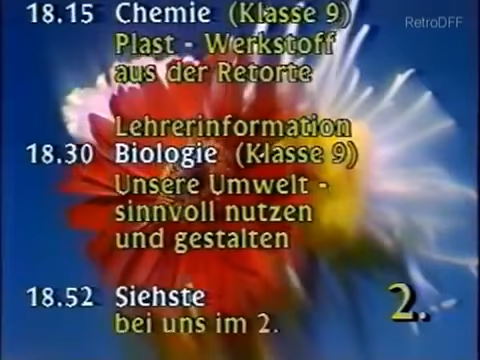 RetroDFF
18.15 Chemie (Klasse 9)
Plast - Werkstoff
aus der Retorte
Lehrerinformation
18.30 Biologie (Klasse 9)
Unsere Umwelt -
sinnvoll nutzen
und gestalten
18.52 Siehste
bei uns im 2.
2.